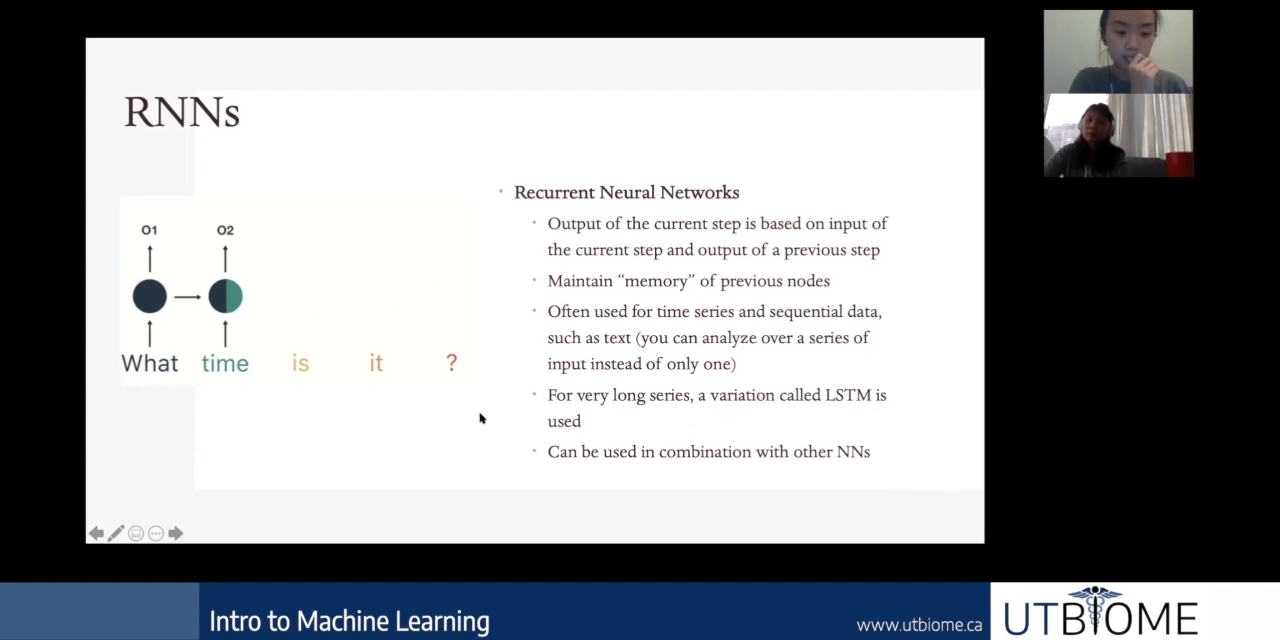 RNNs
O1 O2
What time is it ?
Recurrent Neural Networks
Output of the current step is based on input of
the current step and output of a previous step
Maintain “memory” of previous nodes
Often used for time series and sequential data,
such as text (you can analyze over a series of
input instead of only one)
For very long series, a variation called LSTM is
used
Can be used in combination with other NNs
Intro to Machine Learning
www.utbiome.ca
UTBIOME